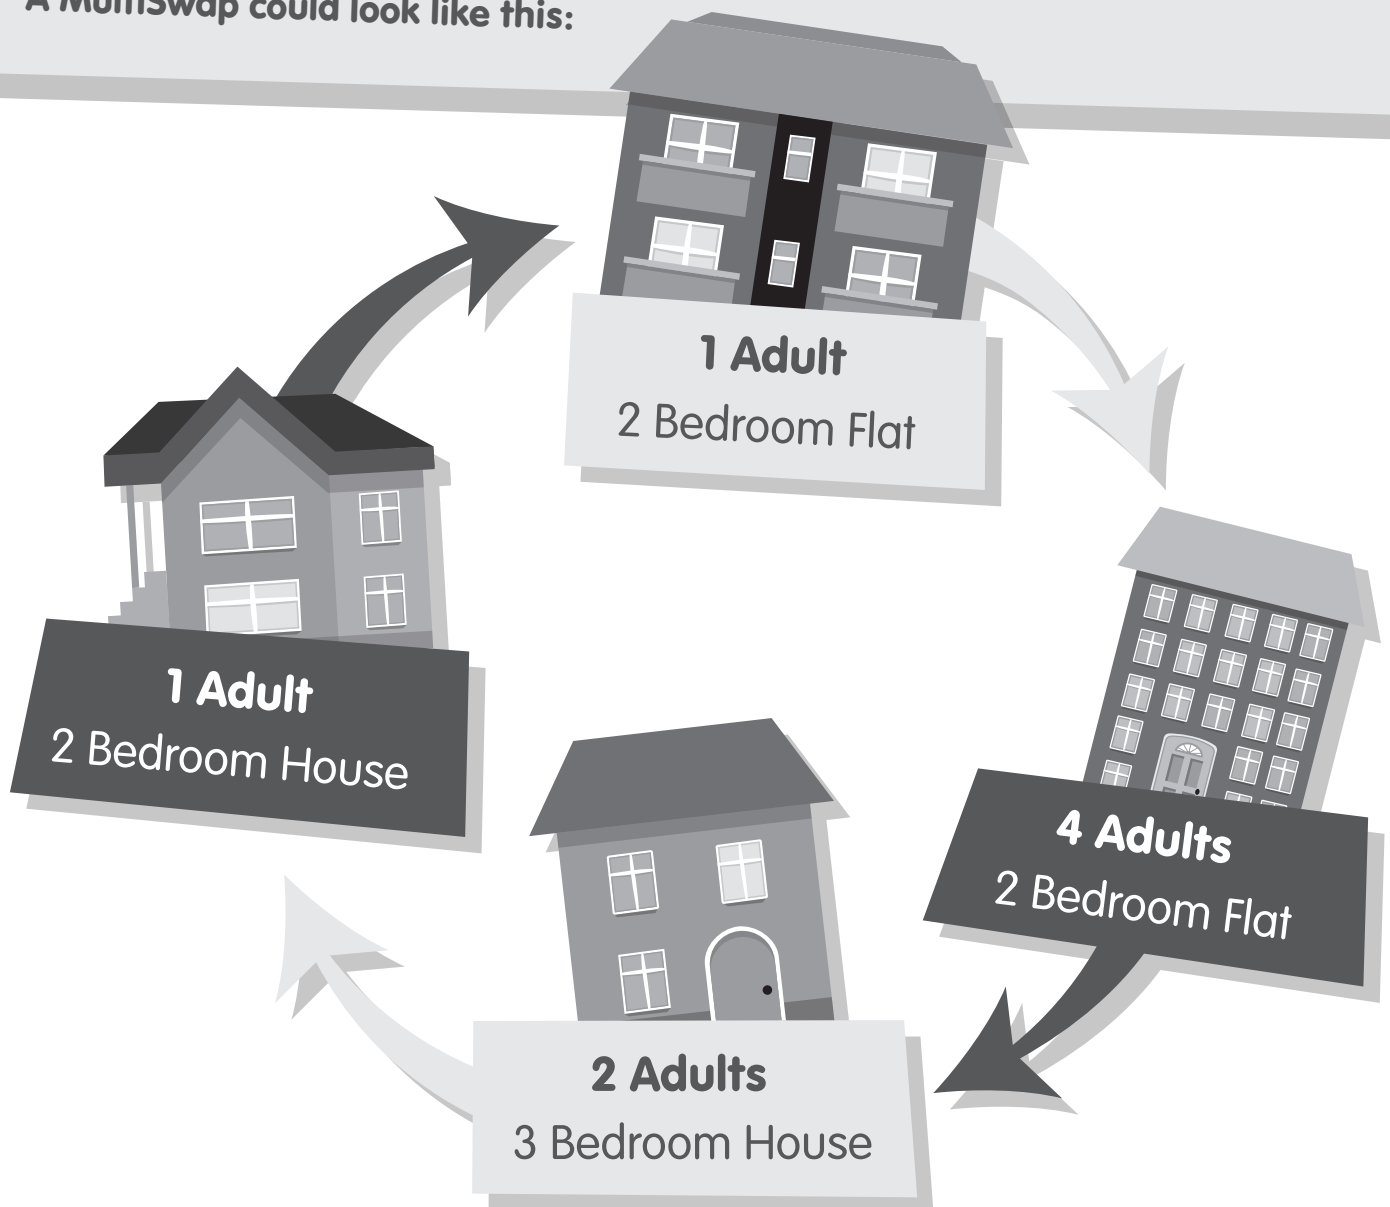 A MultiSwap could look like this:
1 Adult
2 Bedroom Flat
1 Adult
2 Bedroom House
4 Adults
2 Bedroom Flat
2 Adults
3 Bedroom House